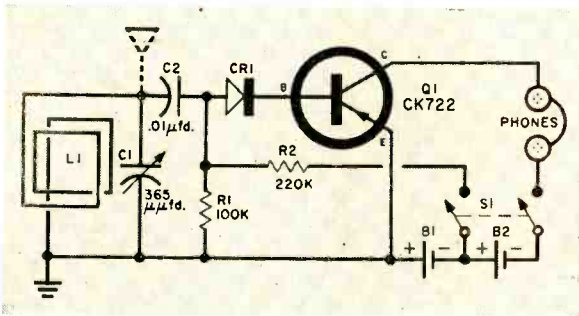 C2
CR1
B
C
Q1
CK722
E
.01µfd.
PHONES
L1
C1
R2
220K
365
µµfd.
R1
100K
S1
+ B1 -
+ B2 -